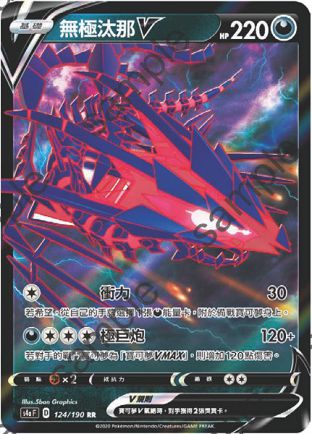 基礎 無極汰那V HP 220
衝力 30
若希望,從自己的手牌選擇1張 能量卡,附於備戰寶可夢身上。
極巨炮 120+
若對手的戰鬥寶可夢為「寶可夢VMAX」,則增加120點傷害。
弱點 ×2 抵抗力 撤退
Illus.5ban Graphics
V規則
s4a F D 124/190 RR
寶可夢V氣絕時,對手獲得2張獎賞卡。
©2020 Pokémon/Nintendo/Creatures/GAME FREAK
Sample